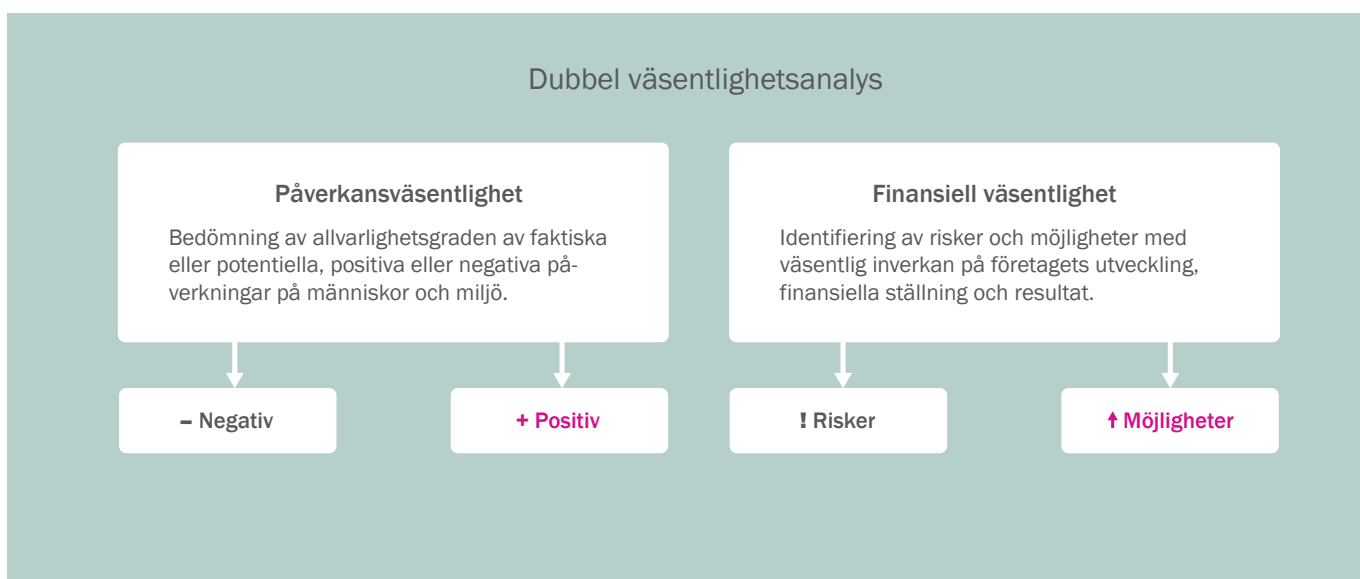 Dubbel väsentlighetsanalys
Påverkansväsentlighet
Bedömning av allvarlighetsgraden av faktiska
eller potentiella, positiva eller negativa på-
verkningar på människor och miljö.
– Negativ
+ Positiv
Finansiell väsentlighet
Identifiering av risker och möjligheter med
väsentlig inverkan på företagets utveckling,
finansiella ställning och resultat.
! Risker
↑ Möjligheter